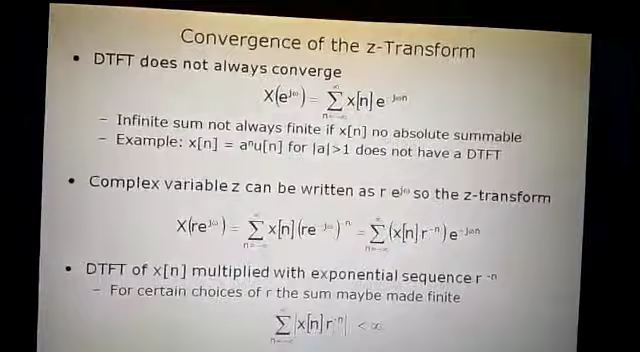 Convergence of the z-Transform
• DTFT does not always converge
X(e^{jω}) = ∑_{n=-∞}^{∞} x[n] e^{-jωn}
– Infinite sum not always finite if x[n] no absolute summable
– Example: x[n] = aⁿu[n] for |a|>1 does not have a DTFT
• Complex variable z can be written as r e^{jω} so the z-transform
X(re^{jω}) = ∑_{n=-∞}^{∞} x[n] (re^{jω})^{-n} = ∑_{n=-∞}^{∞} (x[n] r^{-n}) e^{-jωn}
• DTFT of x[n] multiplied with exponential sequence r^{-n}
– For certain choices of r the sum maybe made finite
∑_{n=-∞}^{∞} |x[n] r^{-n}| < ∞